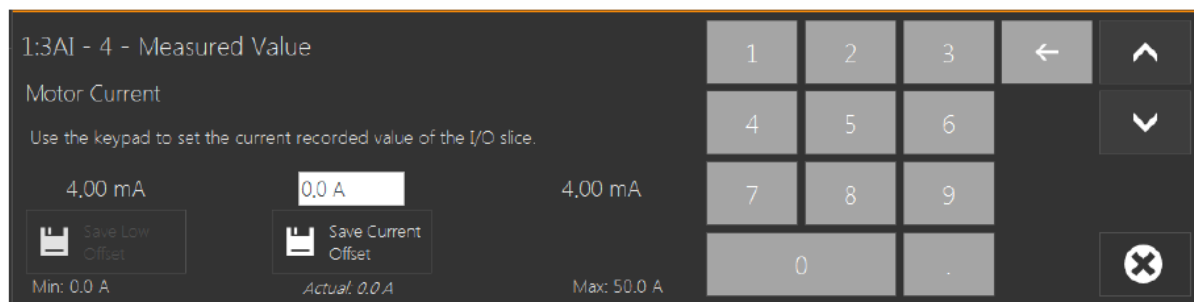 1:3AI - 4 - Measured Value
Motor Current
Use the keypad to set the current recorded value of the I/O slice.
4.00 mA
0.0 A
4.00 mA
Save Low
Offset
Save Current
Offset
Min: 0.0 A
Actual: 0.0 A
Max: 50.0 A
1 2 3
4 5 6
7 8 9
0 .